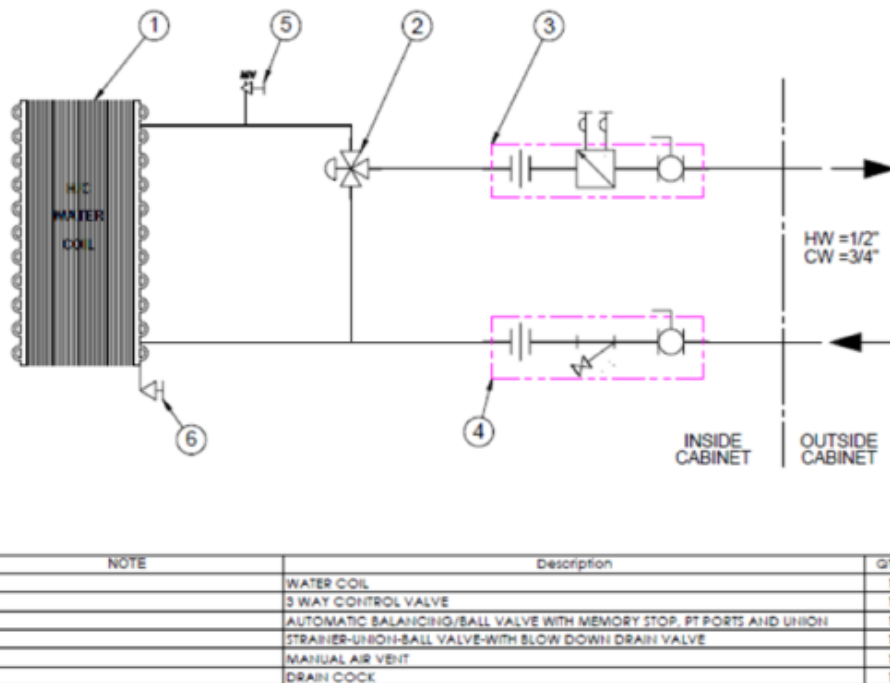 1
5
2
3
MV
H/C
WATER
COIL
HW =1/2"
CW =3/4"
4
6
INSIDE
CABINET
OUTSIDE
CABINET
NOTE
Description
WATER COIL
3 WAY CONTROL VALVE
AUTOMATIC BALANCING/BALL VALVE WITH MEMORY STOP, PT PORTS AND UNION
STRAINER-UNION-BALL VALVE-WITH BLOW DOWN DRAIN VALVE
MANUAL AIR VENT
DRAIN COCK